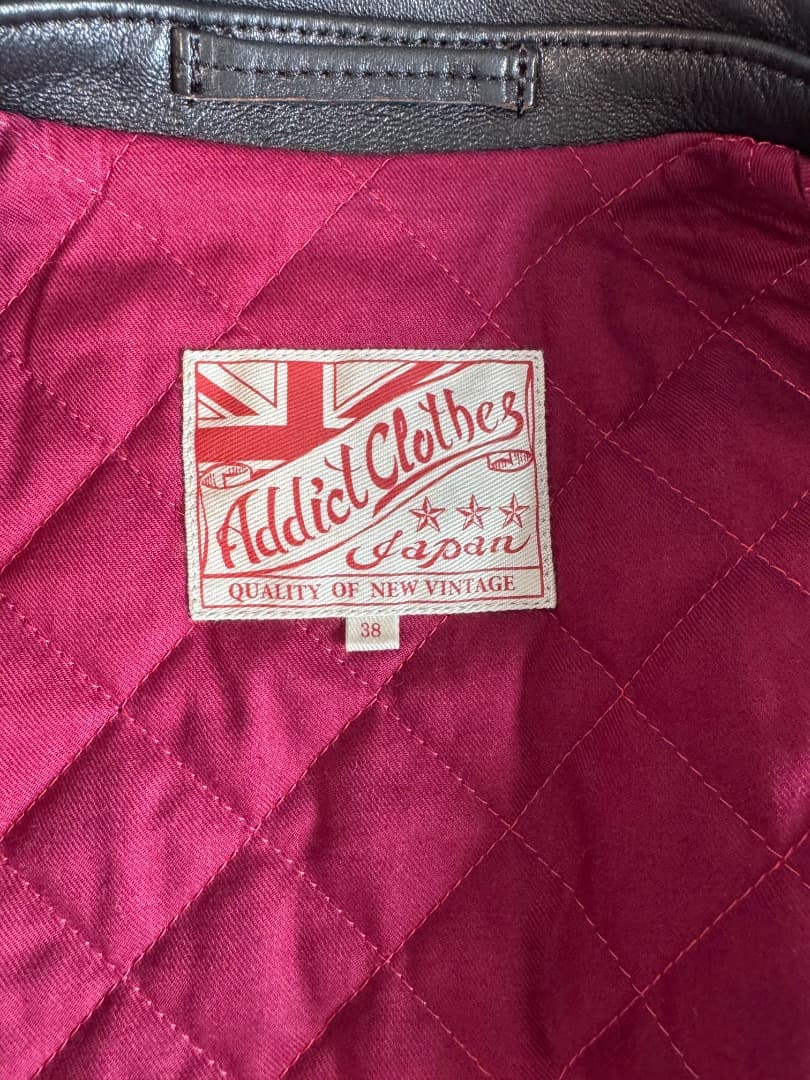 Addict Clothes
Japan
QUALITY OF NEW VINTAGE
38